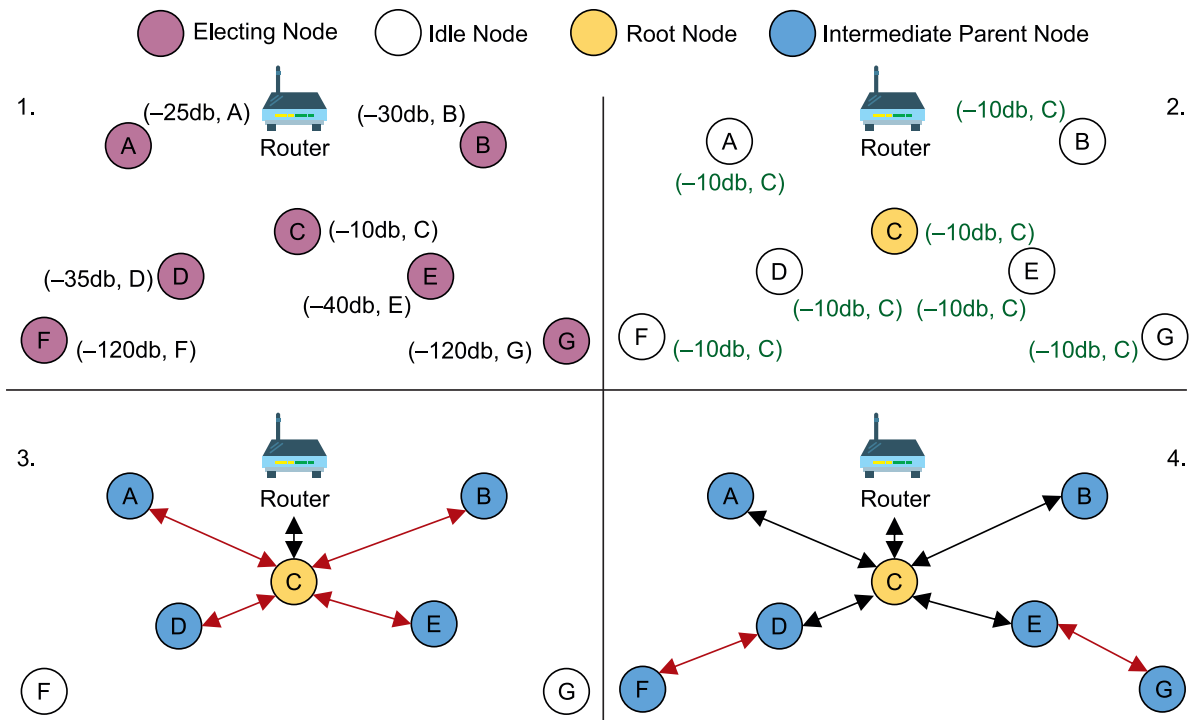 Electing Node
Idle Node
Root Node
Intermediate Parent Node
1.
(–25db, A)
(–30db, B)
A
Router
B
C
(–10db, C)
(–35db, D)
D
E
(–40db, E)
F
(–120db, F)
(–120db, G)
G
2.
(–10db, C)
A
Router
B
(–10db, C)
C
(–10db, C)
D
E
(–10db, C)
(–10db, C)
F
(–10db, C)
(–10db, C)
G
3.
A
Router
B
C
D
E
F
G
4.
A
Router
B
C
D
E
F
G